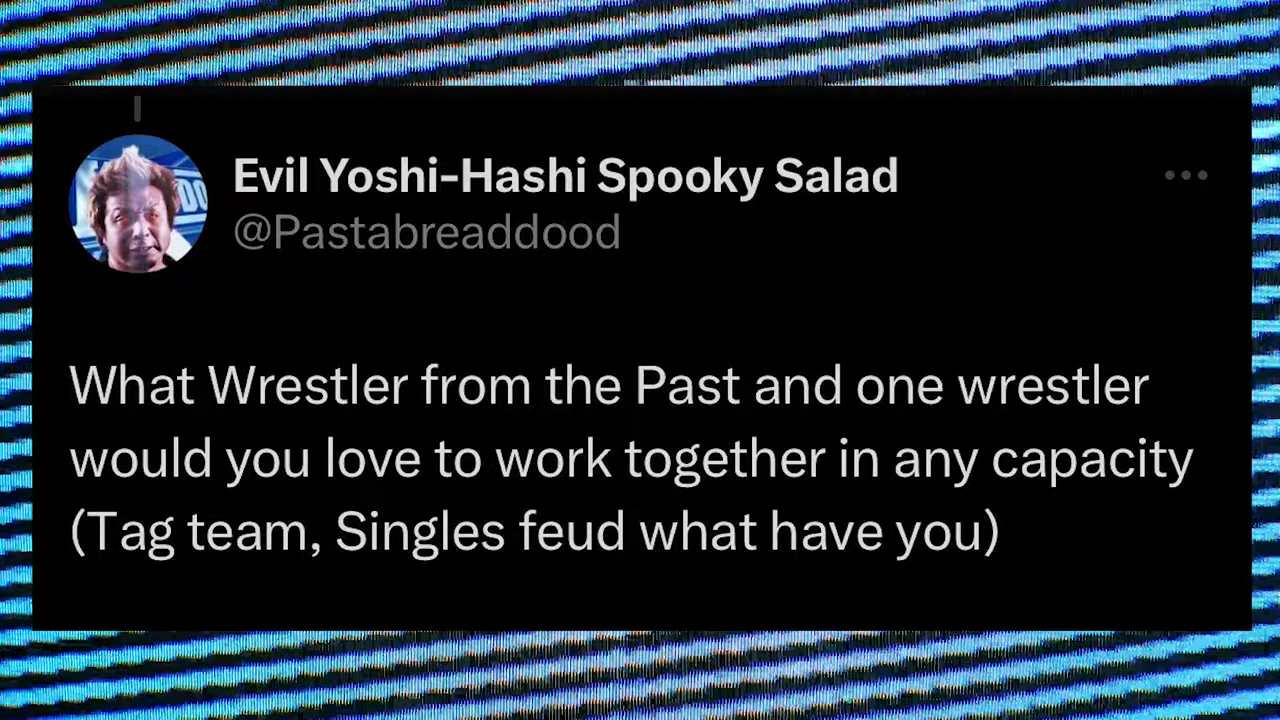 Evil Yoshi-Hashi Spooky Salad
@Pastabreaddood
What Wrestler from the Past and one wrestler
would you love to work together in any capacity
(Tag team, Singles feud what have you)